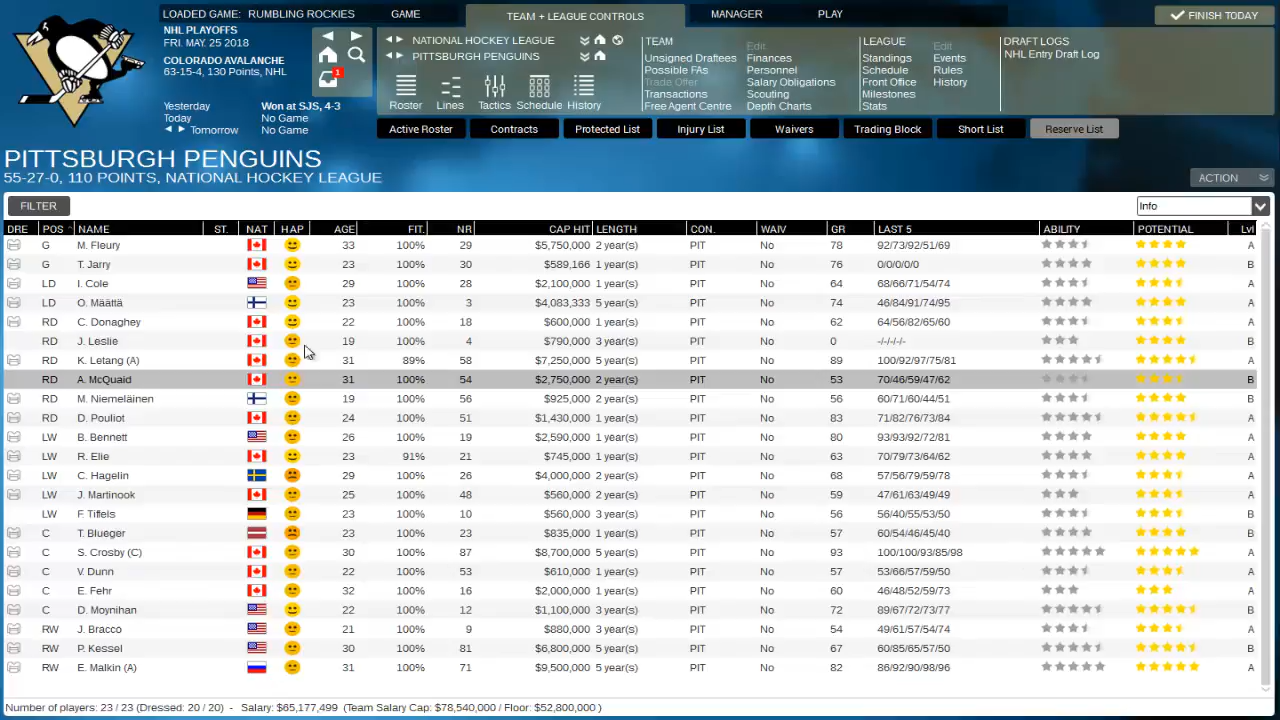 LOADED GAME: RUMBLING ROCKIES
GAME
TEAM + LEAGUE CONTROLS
MANAGER
PLAY
FINISH TODAY
NHL PLAYOFFS
FRI. MAY. 25 2018
COLORADO AVALANCHE
63-15-4, 130 Points, NHL
Yesterday Won at SJS, 4-3
Today No Game
Tomorrow No Game
1
NATIONAL HOCKEY LEAGUE
PITTSBURGH PENGUINS
Roster Lines Tactics Schedule History
TEAM
Unsigned Draftees
Possible FAs
Trade Offer
Transactions
Free Agent Centre
Edit
Finances
Personnel
Salary Obligations
Scouting
Depth Charts
LEAGUE
Standings
Schedule
Front Office
Milestones
Stats
Edit
Events
Rules
History
DRAFT LOGS
NHL Entry Draft Log
Active Roster Contracts Protected List Injury List Waivers Trading Block Short List Reserve List
PITTSBURGH PENGUINS
55-27-0, 110 POINTS, NATIONAL HOCKEY LEAGUE
ACTION
FILTER
Info
DRE POS NAME ST. NAT HAP AGE FIT. NR CAP HIT LENGTH CON. WAIV GR LAST 5 ABILITY POTENTIAL Lvl
G M. Fleury 33 100% 29 $5,750,000 2 year(s) PIT No 78 92/73/92/51/69 A
G T. Jarry 23 100% 30 $589,166 1 year(s) PIT No 76 0/0/0/0/0 B
LD I. Cole 29 100% 28 $2,100,000 1 year(s) PIT No 64 68/66/71/54/74 A
LD O. Määttä 23 100% 3 $4,083,333 5 year(s) PIT No 74 46/84/91/74/95 A
RD C. Donaghey 22 100% 18 $600,000 1 year(s) PIT No 62 64/56/82/65/60 A
RD J. Leslie 19 100% 4 $790,000 3 year(s) PIT No 0 -/-/-/-/- B
RD K. Letang (A) 31 89% 58 $7,250,000 5 year(s) PIT No 89 100/92/97/75/81 A
RD A. McQuaid 31 100% 54 $2,750,000 2 year(s) PIT No 53 70/46/59/47/62 B
RD M. Niemeläinen 19 100% 56 $925,000 2 year(s) PIT No 56 60/71/60/44/51 B
RD D. Pouliot 24 100% 51 $1,430,000 1 year(s) PIT No 83 71/82/76/73/84 A
LW B. Bennett 26 100% 19 $2,590,000 1 year(s) PIT No 80 93/93/92/72/81 A
LW R. Elie 22 91% 21 $745,000 1 year(s) PIT No 63 70/79/73/64/62 A
LW C. Hagelin 29 100% 26 $4,000,000 2 year(s) PIT No 68 57/56/79/59/78 A
LW J. Martinook 25 100% 48 $560,000 2 year(s) PIT No 59 47/61/63/49/49 A
LW F. Tiffels 23 100% 10 $560,000 3 year(s) PIT No 56 56/40/55/53/50 B
C T. Blueger 23 100% 23 $835,000 1 year(s) PIT No 57 60/54/46/45/40 B
C S. Crosby (C) 30 100% 87 $8,700,000 5 year(s) PIT No 93 100/100/93/85/98 A
C V. Dunn 22 100% 53 $610,000 1 year(s) PIT No 57 53/66/57/59/50 A
C E. Fehr 32 100% 16 $2,000,000 1 year(s) PIT No 60 46/48/52/59/73 A
C D. Moynihan 22 100% 12 $1,100,000 3 year(s) PIT No 72 89/67/72/73/77 B
RW J. Bracco 21 100% 9 $880,000 3 year(s) PIT No 54 49/61/57/54/74 A
RW P. Kessel 30 100% 81 $6,800,000 5 year(s) PIT No 67 60/85/65/57/50 B
RW E. Malkin (A) 31 100% 71 $9,500,000 5 year(s) PIT No 82 86/92/90/98/96 A
Number of players: 23 / 23 (Dressed: 20 / 20) - Salary: $65,177,499 (Team Salary Cap: $78,540,000 / Floor: $52,800,000 )